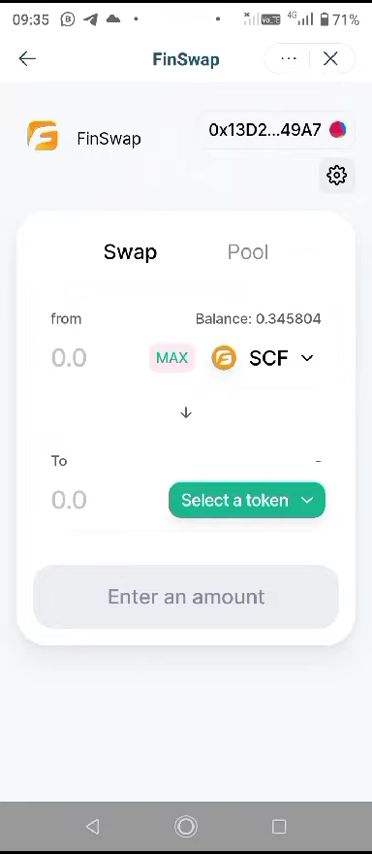 09:35 4G 71%
FinSwap
FinSwap 0x13D2...49A7
Swap Pool
from Balance: 0.345804
0.0 MAX SCF
To -
0.0 Select a token
Enter an amount